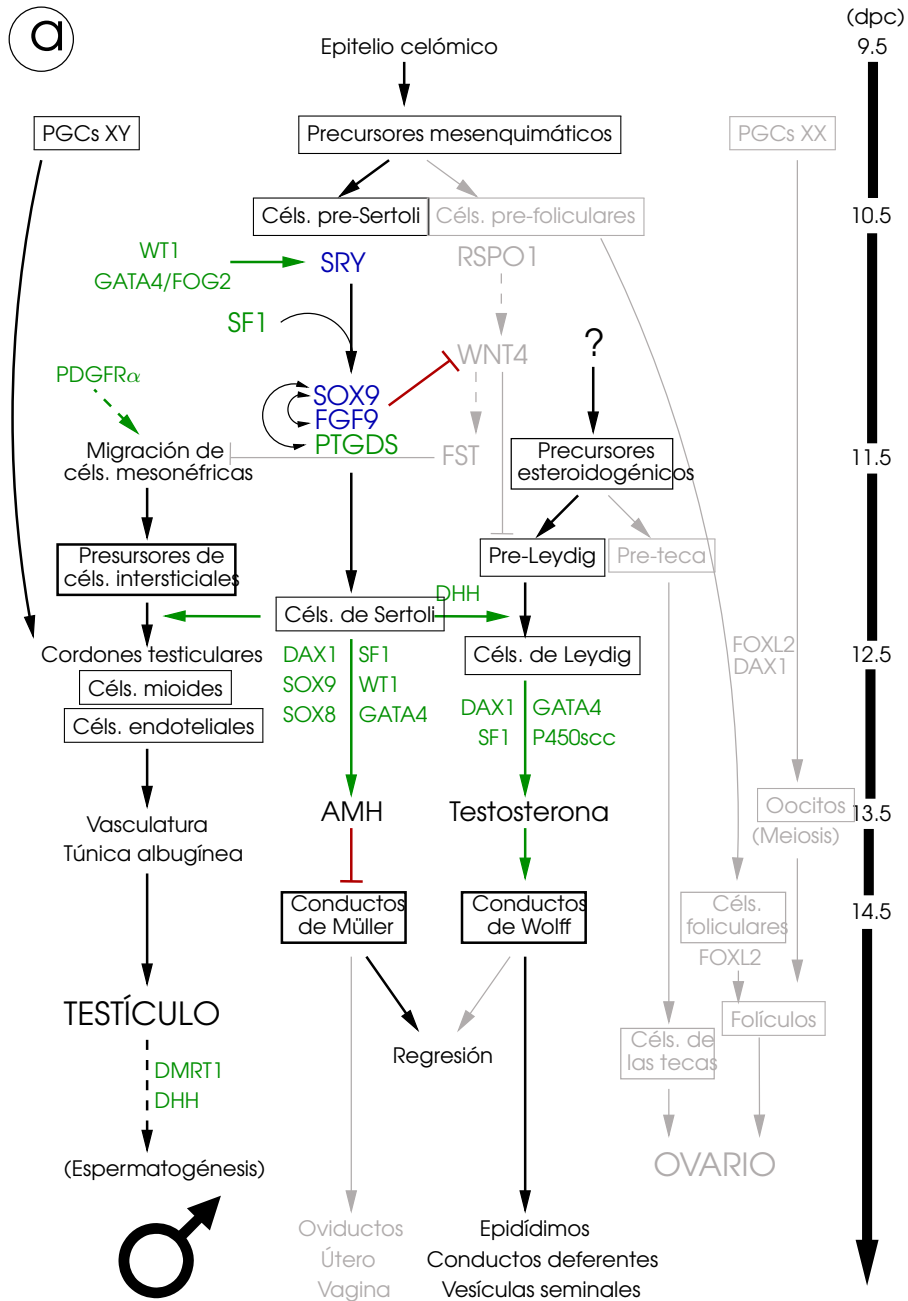 a
(dpc)
9.5
Epitelio celómico
PGCs XY
Precursores mesenquimáticos
PGCs XX
Céls. pre-Sertoli
Céls. pre-foliculares
10.5
WT1
GATA4/FOG2
SRY
RSPO1
SF1
WNT4
?
PDGFRα
SOX9
FGF9
PTGDS
Migración de
céls. mesonéfricas
FST
Precursores
esteroidogénicos
11.5
Presursores de
céls. intersticiales
Pre-Leydig
Pre-teca
DHH
Céls. de Sertoli
Cordones testiculares
Céls. mioides
Céls. endoteliales
DAX1
SF1
SOX9
WT1
SOX8
GATA4
Céls. de Leydig
FOXL2
DAX1
12.5
DAX1
GATA4
SF1
P450scc
Vasculatura
Túnica albugínea
AMH
Testosterona
Oocitos
(Meiosis)
13.5
Conductos
de Müller
Conductos
de Wolff
Céls.
foliculares
FOXL2
14.5
TESTÍCULO
Folículos
Regresión
Céls. de
las tecas
DMRT1
DHH
(Espermatogénesis)
OVARIO
Oviductos
Útero
Vagina
Epidídimos
Conductos deferentes
Vesículas seminales